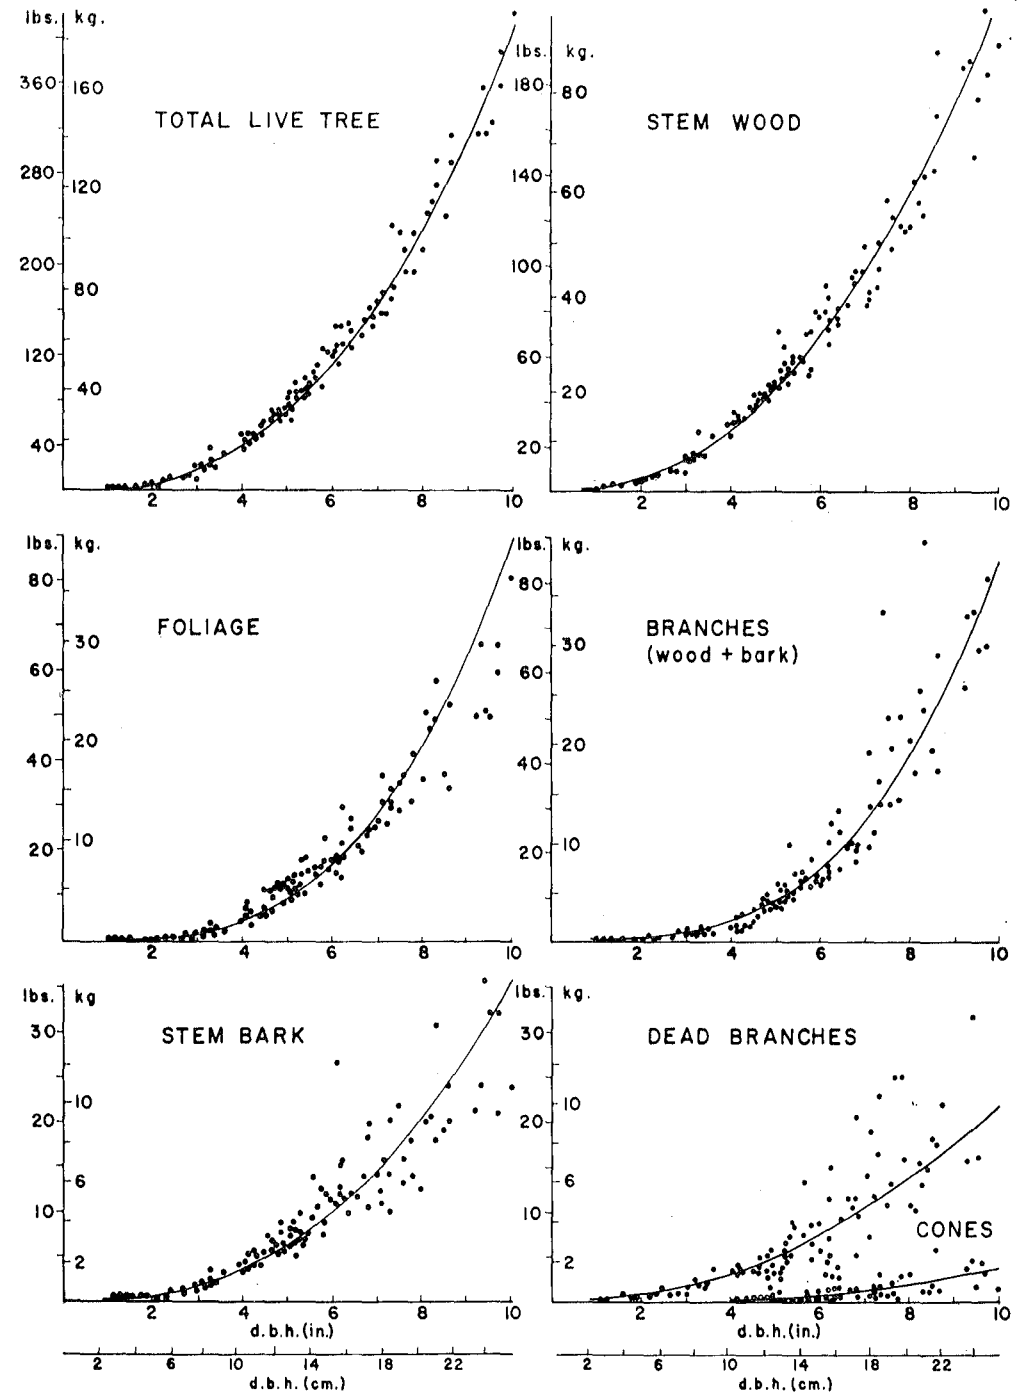 lbs. kg.
360 160
TOTAL LIVE TREE
280 120
200
80
120
40
40
2 4 6 8 10
lbs. kg.
180 80
STEM WOOD
140 60
100
40
60
20
20
2 4 6 8 10
lbs. kg.
80
FOLIAGE
30
60
20
40
10
20
2 4 6 8 10
lbs. kg.
80
BRANCHES
(wood + bark)
30
60
20
40
10
20
2 4 6 8 10
lbs. kg
30
STEM BARK
10
20
6
10
2
2 4 6 8 10
d.b.h.(in.)
2 6 10 14 18 22
d.b.h.(cm.)
lbs. kg.
30
DEAD BRANCHES
10
20
6
10
CONES
2
2 4 6 8 10
d.b.h.(in.)
2 6 10 14 18 22
d.b.h.(cm.)